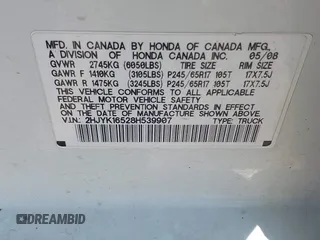 MFD. IN CANADA BY HONDA OF CANADA MFG.,
A DIVISION OF HONDA CANADA INC. 05/08
GVWR 2745KG (6050LBS) TIRE SIZE RIM SIZE
GAWR F 1410KG (3105LBS) P245/65R17 105T 17X7.5J
GAWR R 1475KG (3245LBS) P245/65R17 105T 17X7.5J
THIS VEHICLE CONFORMS TO ALL APPLICABLE
FEDERAL MOTOR VEHICLE SAFETY
AND THEFT PREVENTION STANDARDS IN EFFECT
ON THE DATE OF MANUFACTURE SHOWN ABOVE.
V.I.N: 2HJYK16528H539907 TYPE: TRUCK
DREAMBID